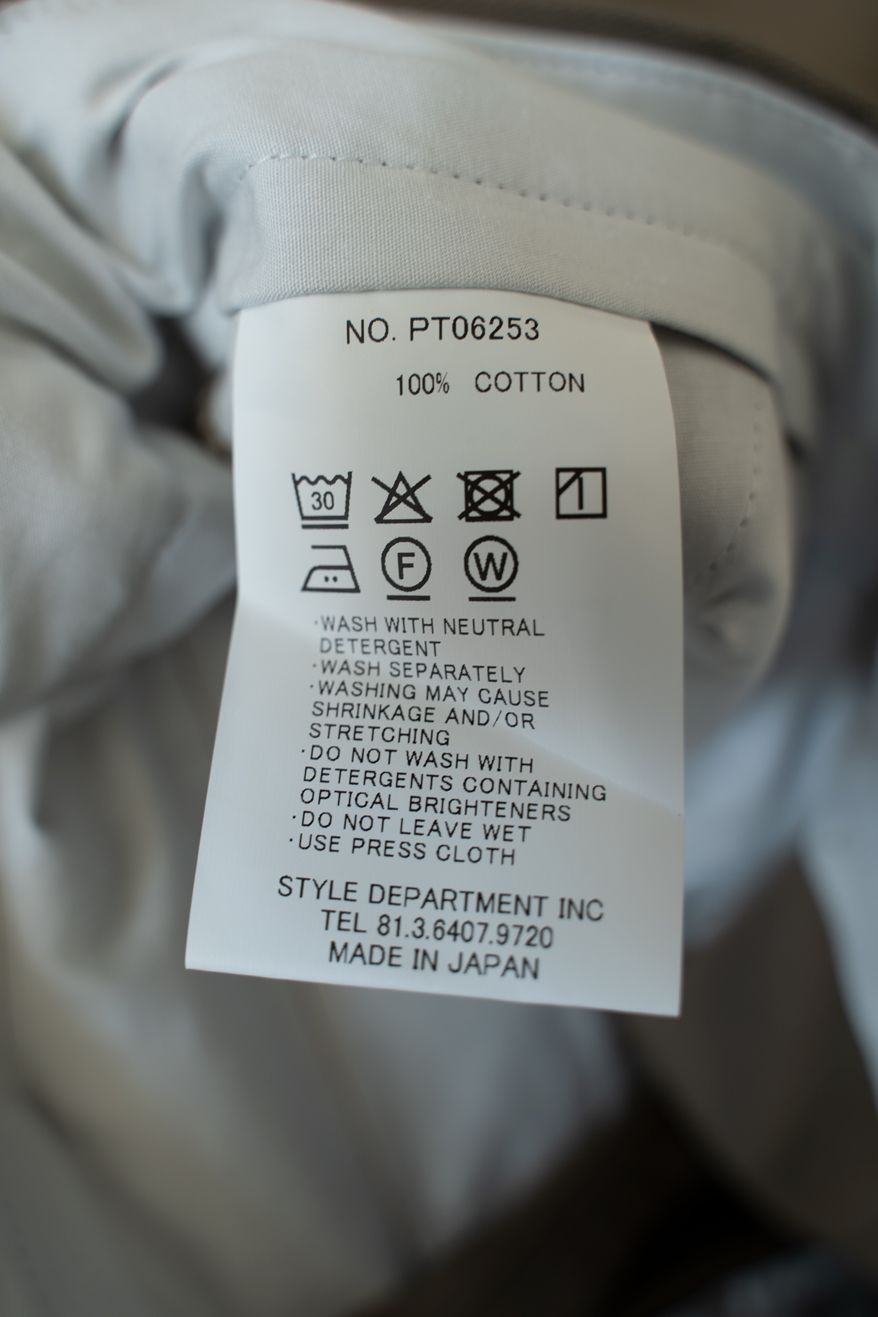 NO. PT06253
100% COTTON
30
F W
·WASH WITH NEUTRAL
DETERGENT
·WASH SEPARATELY
·WASHING MAY CAUSE
SHRINKAGE AND/OR
STRETCHING
·DO NOT WASH WITH
DETERGENTS CONTAINING
OPTICAL BRIGHTENERS
·DO NOT LEAVE WET
·USE PRESS CLOTH
STYLE DEPARTMENT INC
TEL 81.3.6407.9720
MADE IN JAPAN